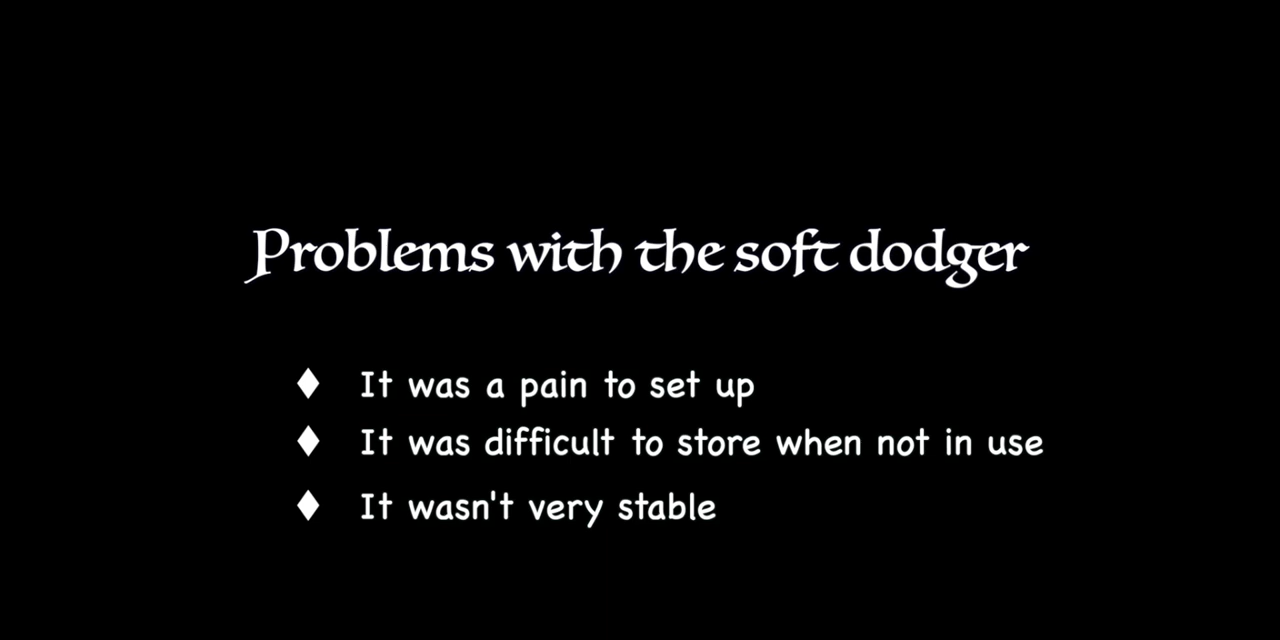 Problems with the soft dodger
♦ It was a pain to set up
♦ It was difficult to store when not in use
♦ It wasn't very stable